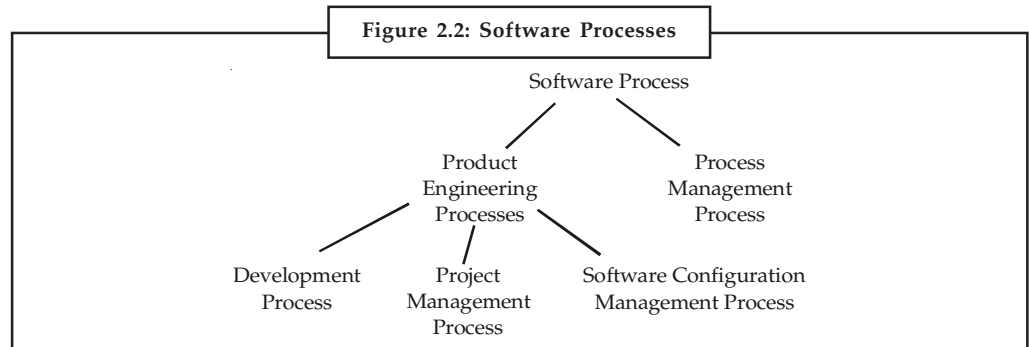 Figure 2.2: Software Processes
Software Process
Product
Engineering
Processes
Process
Management
Process
Development
Process
Project
Management
Process
Software Configuration
Management Process